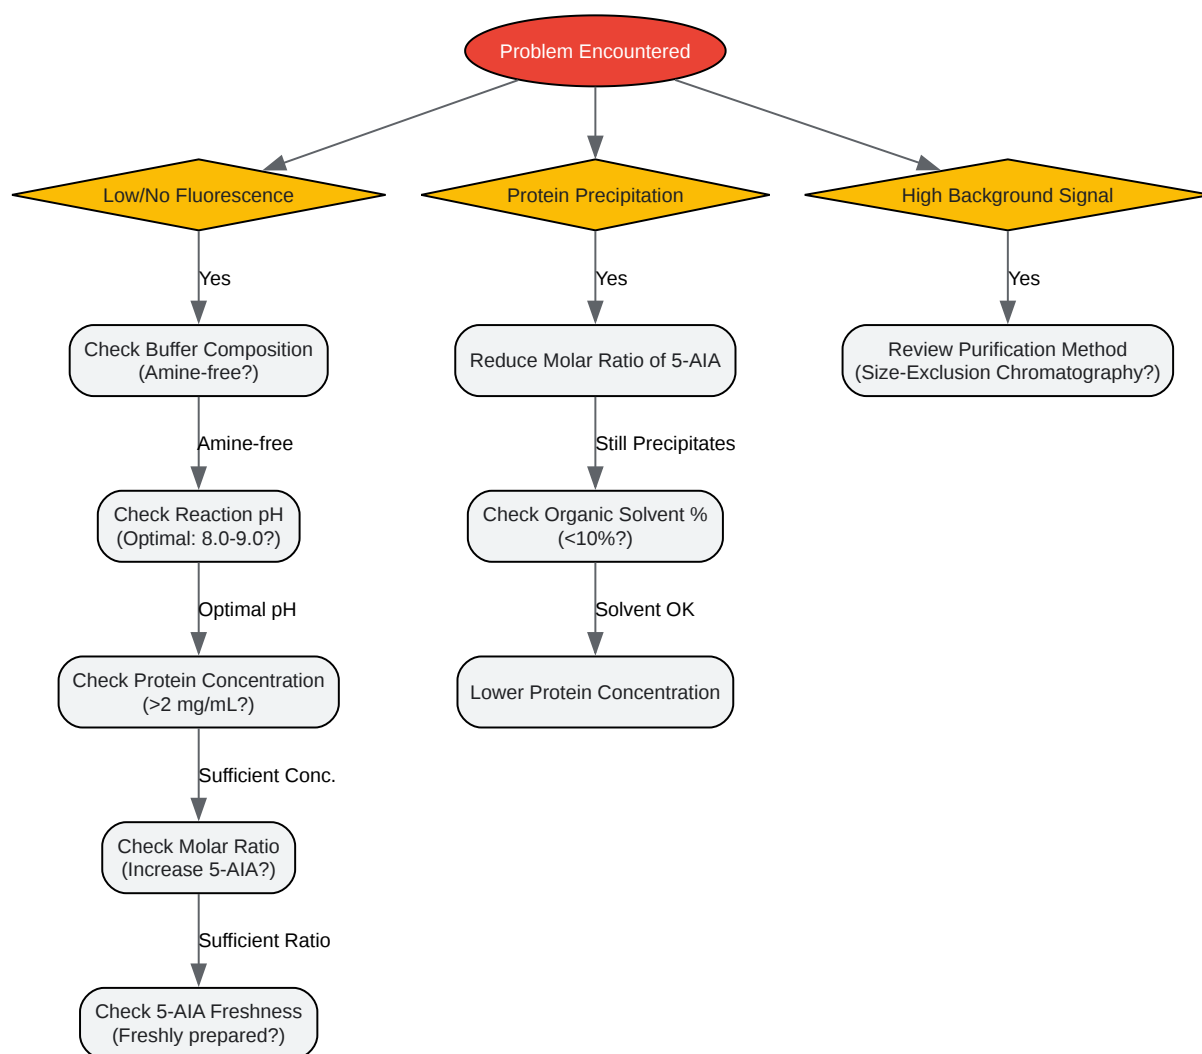 Problem Encountered
Low/No Fluorescence
Protein Precipitation
High Background Signal
Yes
Yes
Yes
Check Buffer Composition
(Amine-free?)
Reduce Molar Ratio of 5-AIA
Review Purification Method
(Size-Exclusion Chromatography?)
Amine-free
Still Precipitates
Check Reaction pH
(Optimal: 8.0-9.0?)
Check Organic Solvent %
(<10%?)
Optimal pH
Solvent OK
Check Protein Concentration
(>2 mg/mL?)
Lower Protein Concentration
Sufficient Conc.
Check Molar Ratio
(Increase 5-AIA?)
Sufficient Ratio
Check 5-AIA Freshness
(Freshly prepared?)